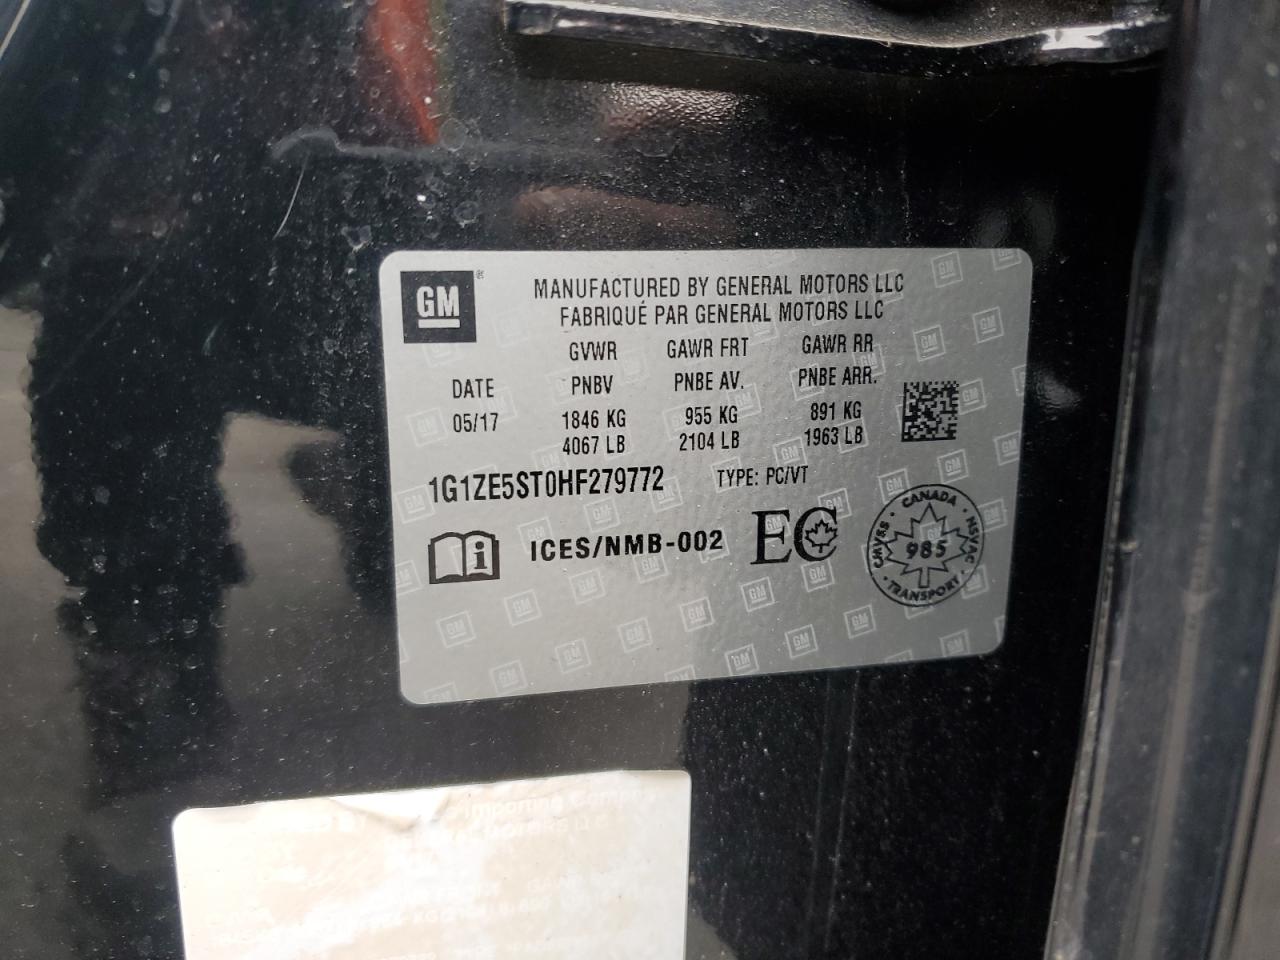 GM ®
MANUFACTURED BY GENERAL MOTORS LLC
FABRIQUÉ PAR GENERAL MOTORS LLC
GVWR GAWR FRT GAWR RR
DATE PNBV PNBE AV. PNBE ARR.
05/17 1846 KG 955 KG 891 KG
4067 LB 2104 LB 1963 LB
1G1ZE5ST0HF279772 TYPE: PC/VT
ICES/NMB-002 EC
CANADA
CMVSS 985 NSVAC
TRANSPORT
Importing